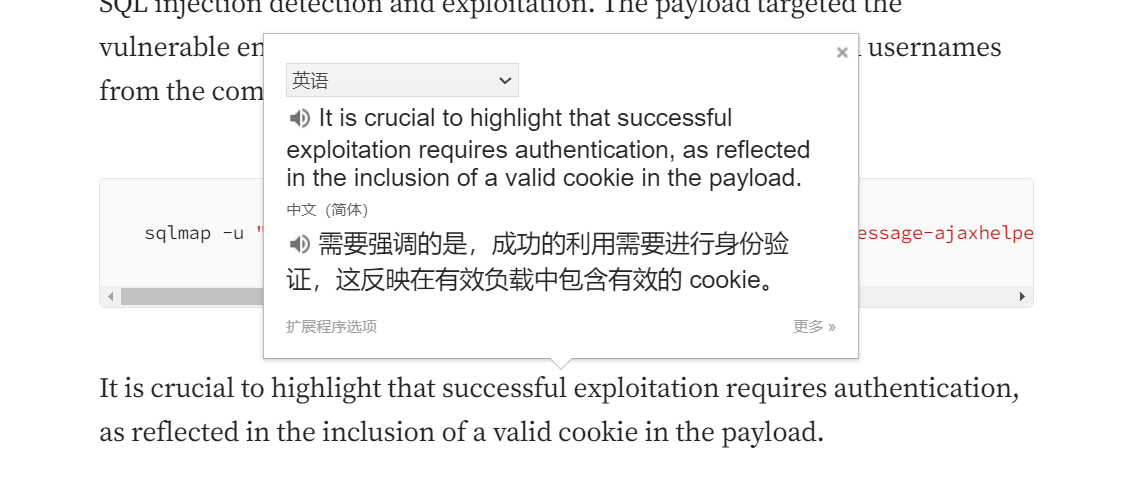 SQL injection detection and exploitation. The payload targeted the
vulnerable en
usernames
from the com
英语
It is crucial to highlight that successful
exploitation requires authentication, as reflected
in the inclusion of a valid cookie in the payload.
中文（简体）
需要强调的是，成功的利用需要进行身份验
证，这反映在有效负载中包含有效的 cookie。
扩展程序选项
更多 »
sqlmap -u "
essage-ajaxhelpe
It is crucial to highlight that successful exploitation requires authentication,
as reflected in the inclusion of a valid cookie in the payload.